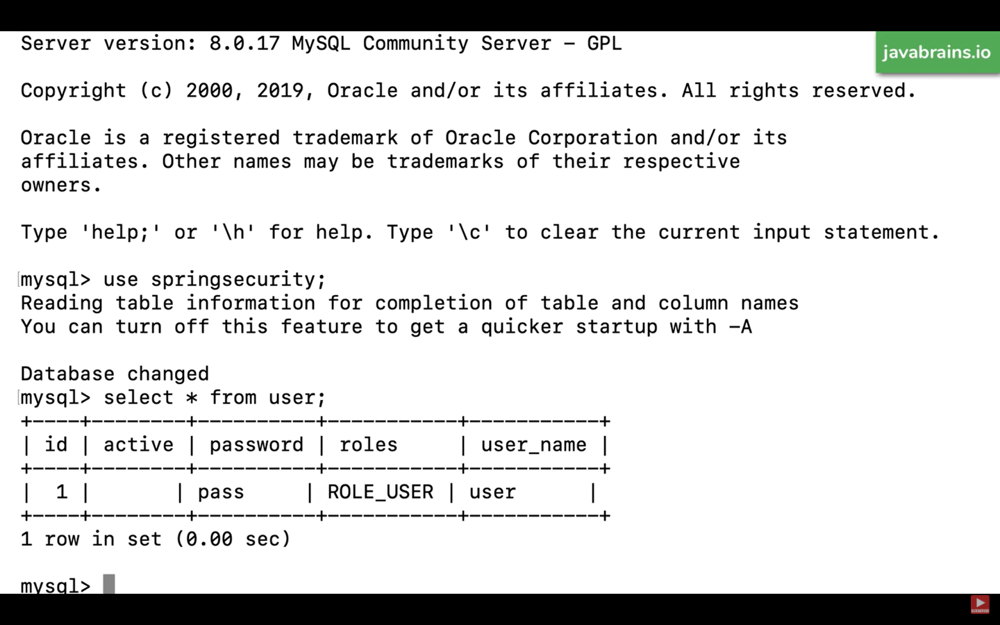 Server version: 8.0.17 MySQL Community Server - GPL
javabrains.io
Copyright (c) 2000, 2019, Oracle and/or its affiliates. All rights reserved.
Oracle is a registered trademark of Oracle Corporation and/or its
affiliates. Other names may be trademarks of their respective
owners.
Type 'help;' or '\h' for help. Type '\c' to clear the current input statement.
mysql> use springsecurity;
Reading table information for completion of table and column names
You can turn off this feature to get a quicker startup with -A
Database changed
mysql> select * from user;
+----+--------+----------+-----------+-----------+
| id | active | password | roles     | user_name |
+----+--------+----------+-----------+-----------+
|  1 |       | pass     | ROLE_USER | user      |
+----+--------+----------+-----------+-----------+
1 row in set (0.00 sec)
mysql>
SUBSCRIBE